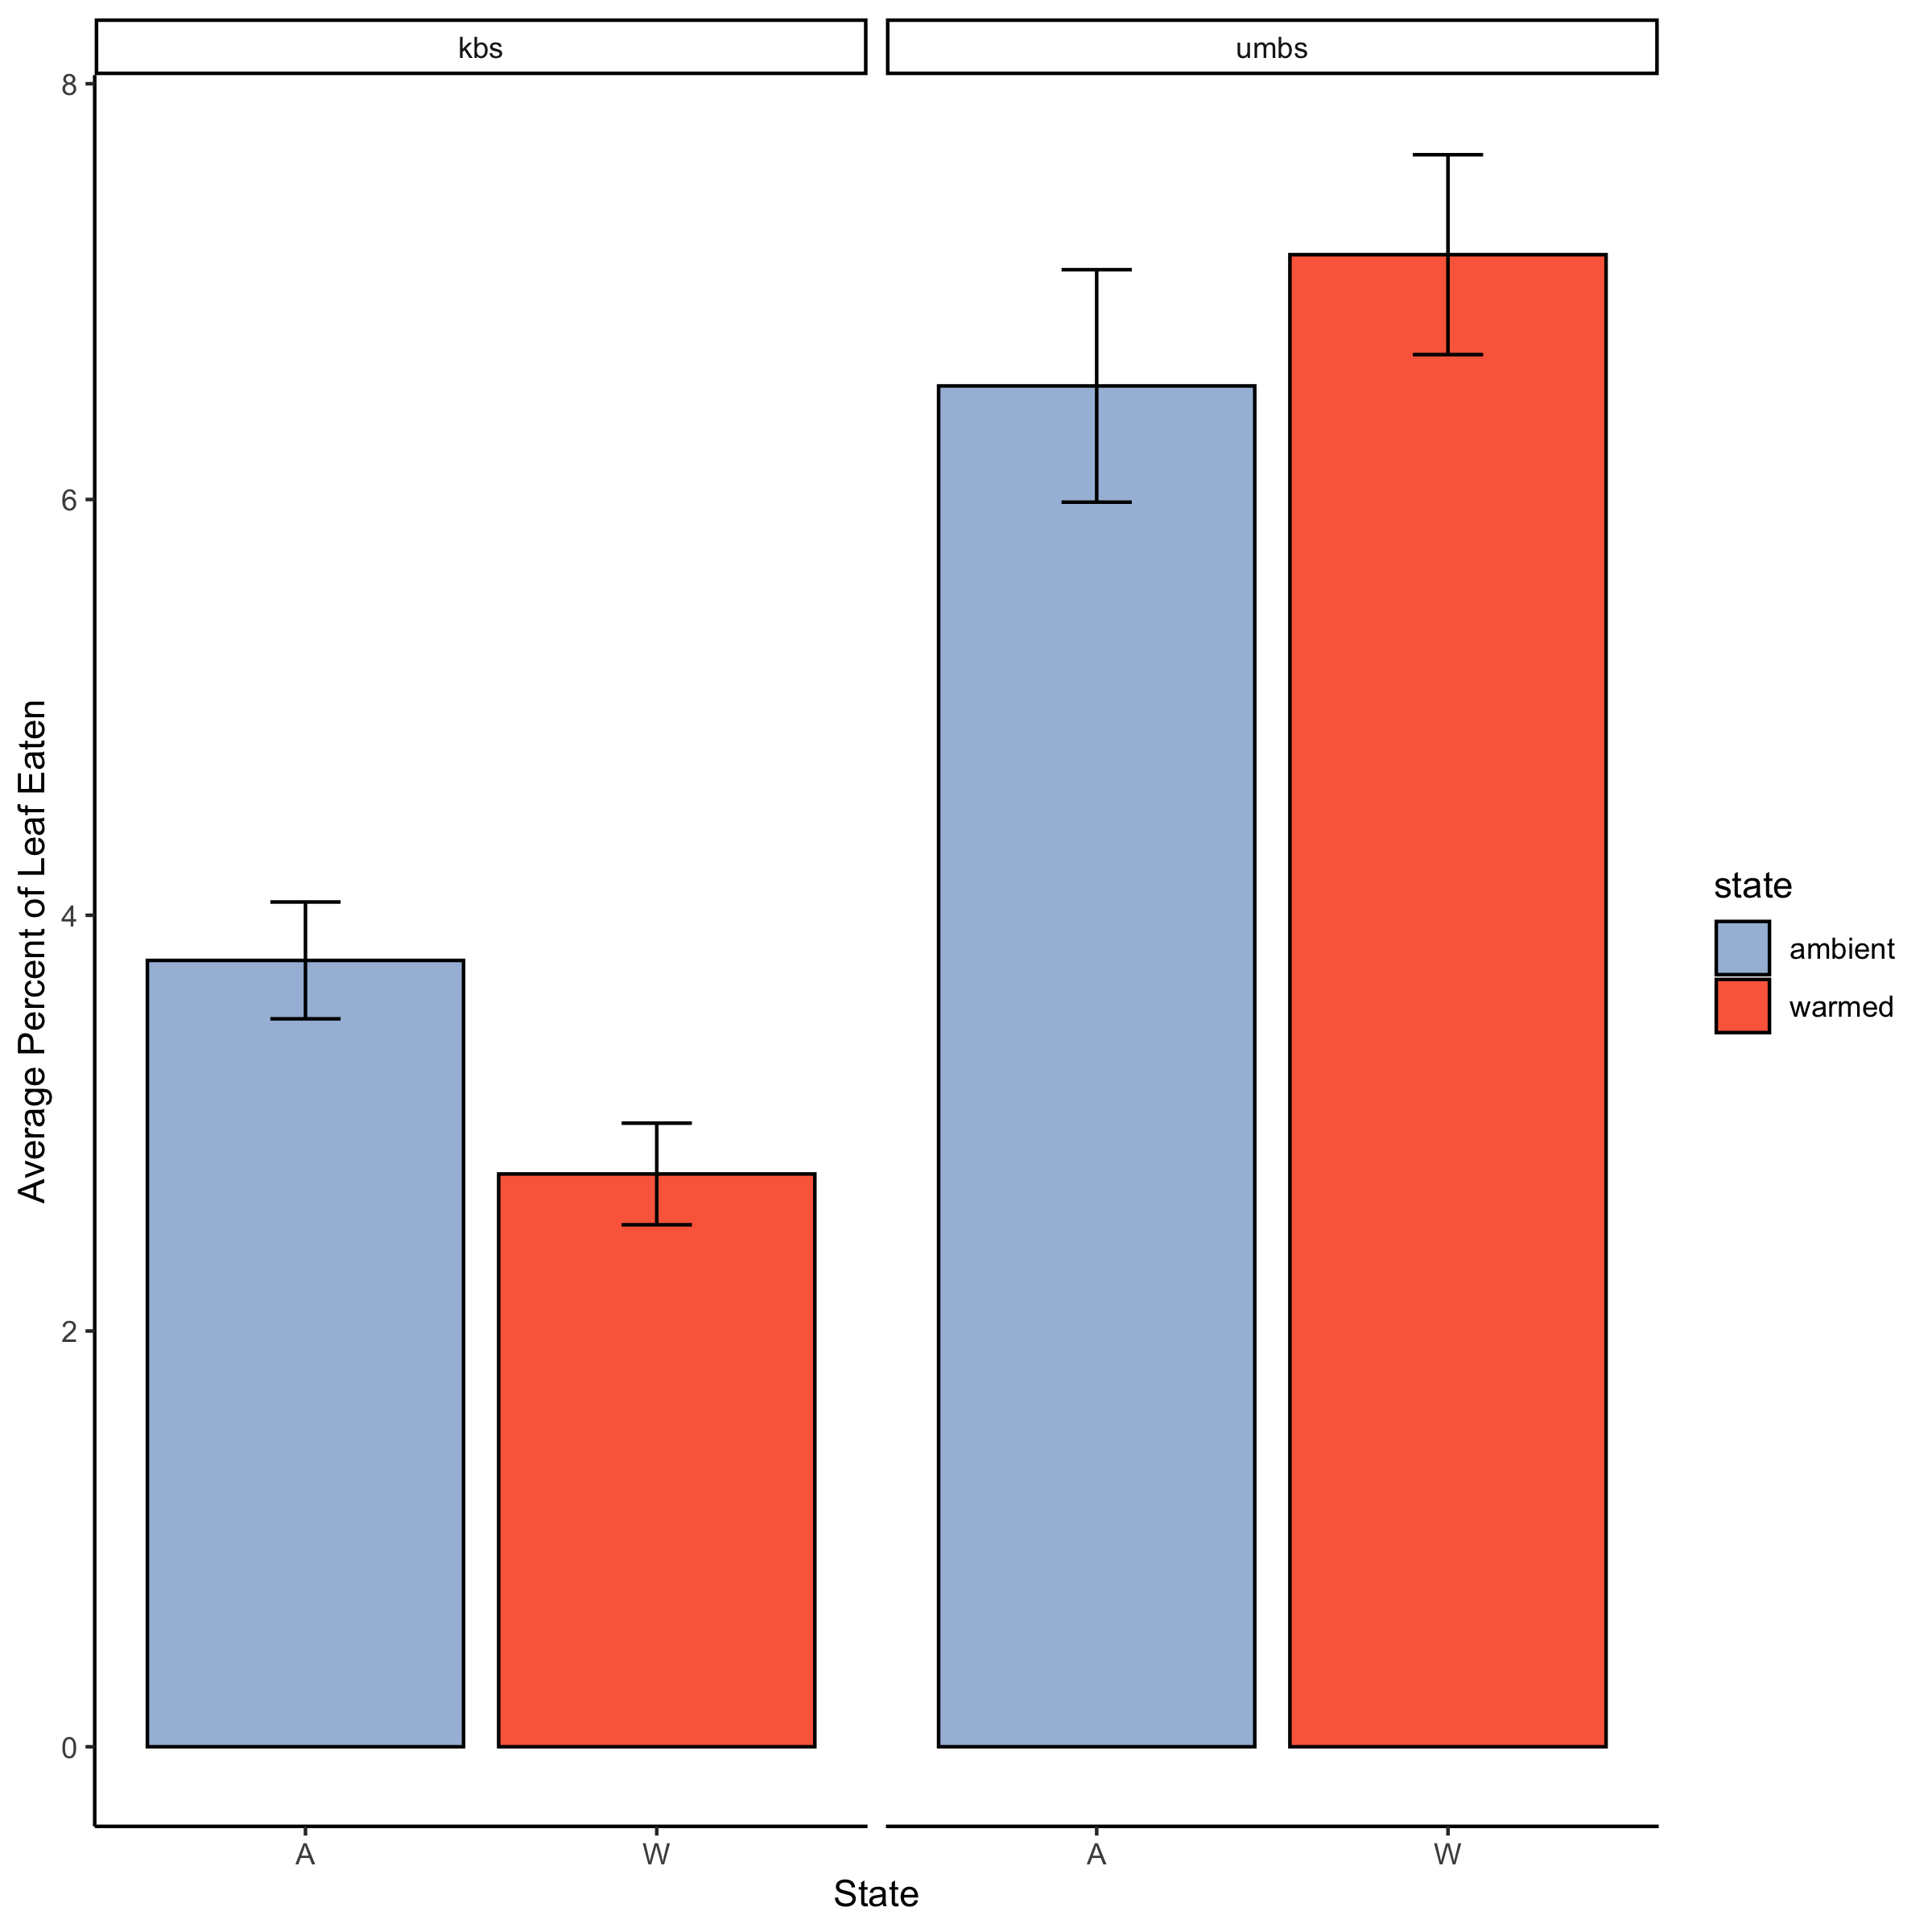 kbs
umbs
8
6
4
2
0
Average Percent of Leaf Eaten
A
W
A
W
State
state
ambient
warmed